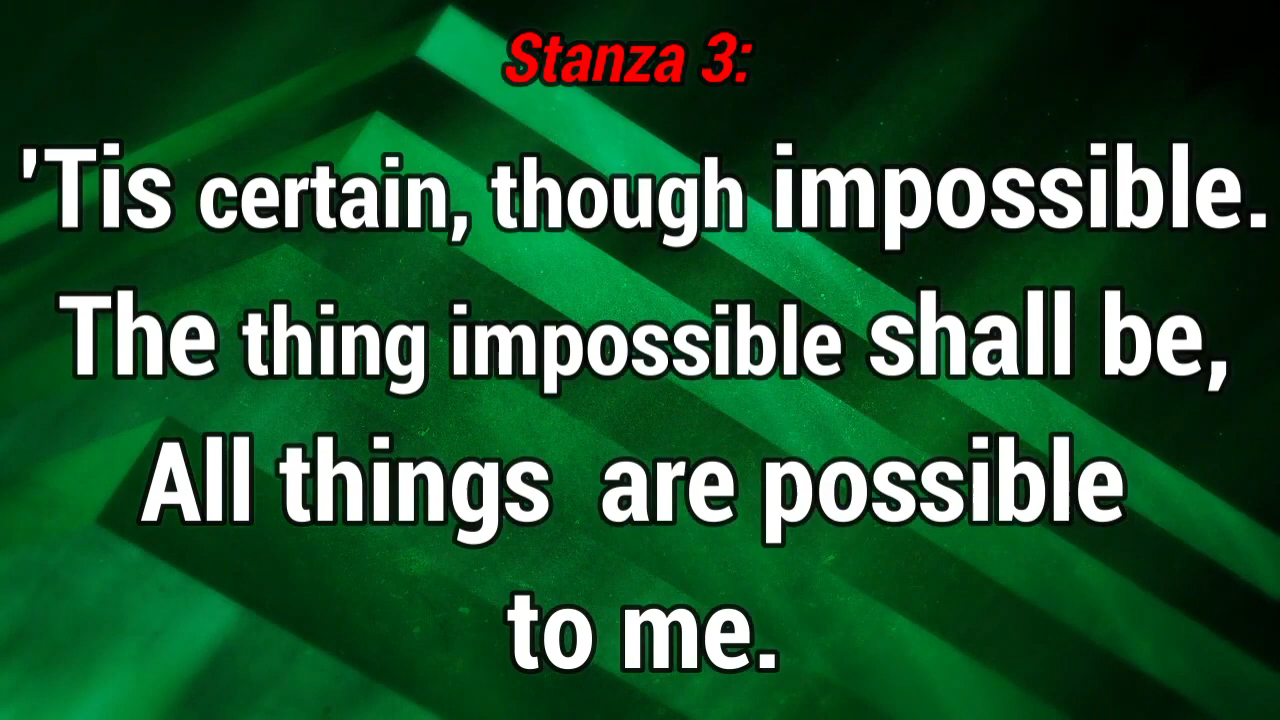 Stanza 3:
'Tis certain, though impossible.
The thing impossible shall be,
All things are possible
to me.